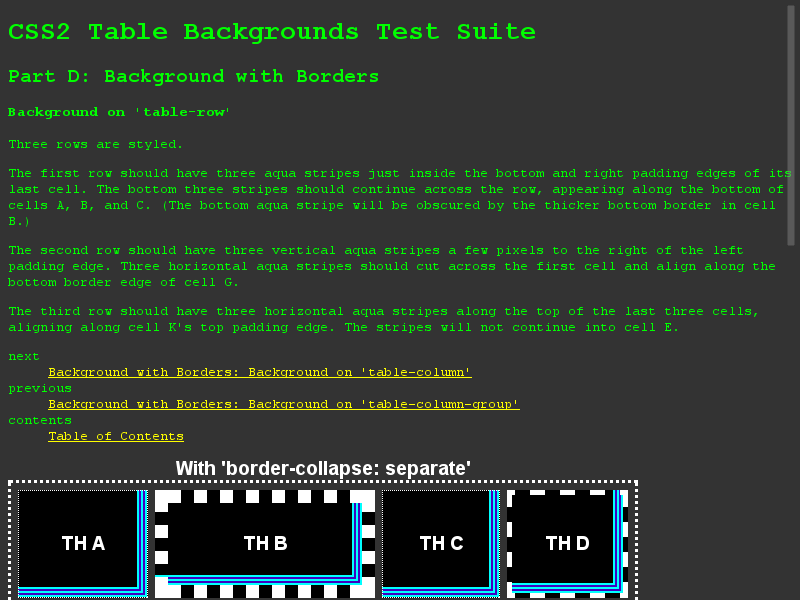 CSS2 Table Backgrounds Test Suite
Part D: Background with Borders
Background on 'table-row'
Three rows are styled.
The first row should have three aqua stripes just inside the bottom and right padding edges of its
last cell. The bottom three stripes should continue across the row, appearing along the bottom of
cells A, B, and C. (The bottom aqua stripe will be obscured by the thicker bottom border in cell
B.)
The second row should have three vertical aqua stripes a few pixels to the right of the left
padding edge. Three horizontal aqua stripes should cut across the first cell and align along the
bottom border edge of cell G.
The third row should have three horizontal aqua stripes along the top of the last three cells,
aligning along cell K's top padding edge. The stripes will not continue into cell E.
next
Background with Borders: Background on 'table-column'
previous
Background with Borders: Background on 'table-column-group'
contents
Table of Contents
With 'border-collapse: separate'
TH A TH B TH C TH D